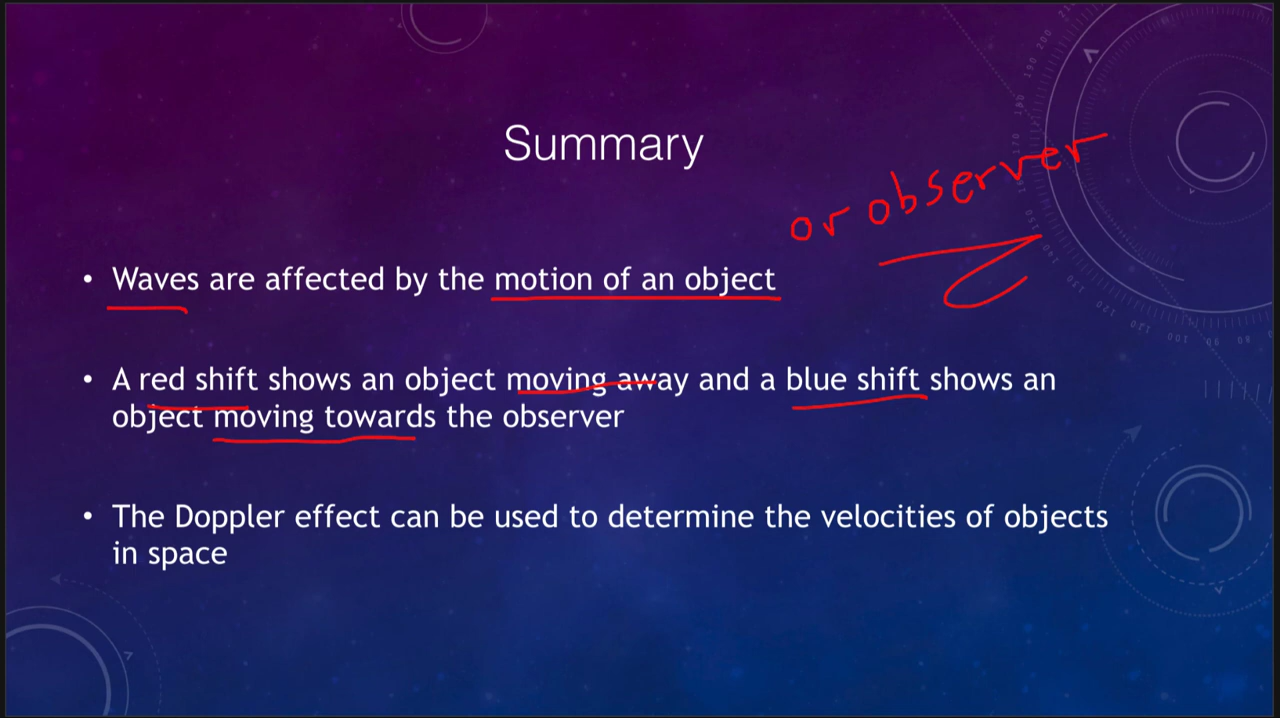 Summary
or observer
• Waves are affected by the motion of an object
• A red shift shows an object moving away and a blue shift shows an
object moving towards the observer
• The Doppler effect can be used to determine the velocities of objects
in space